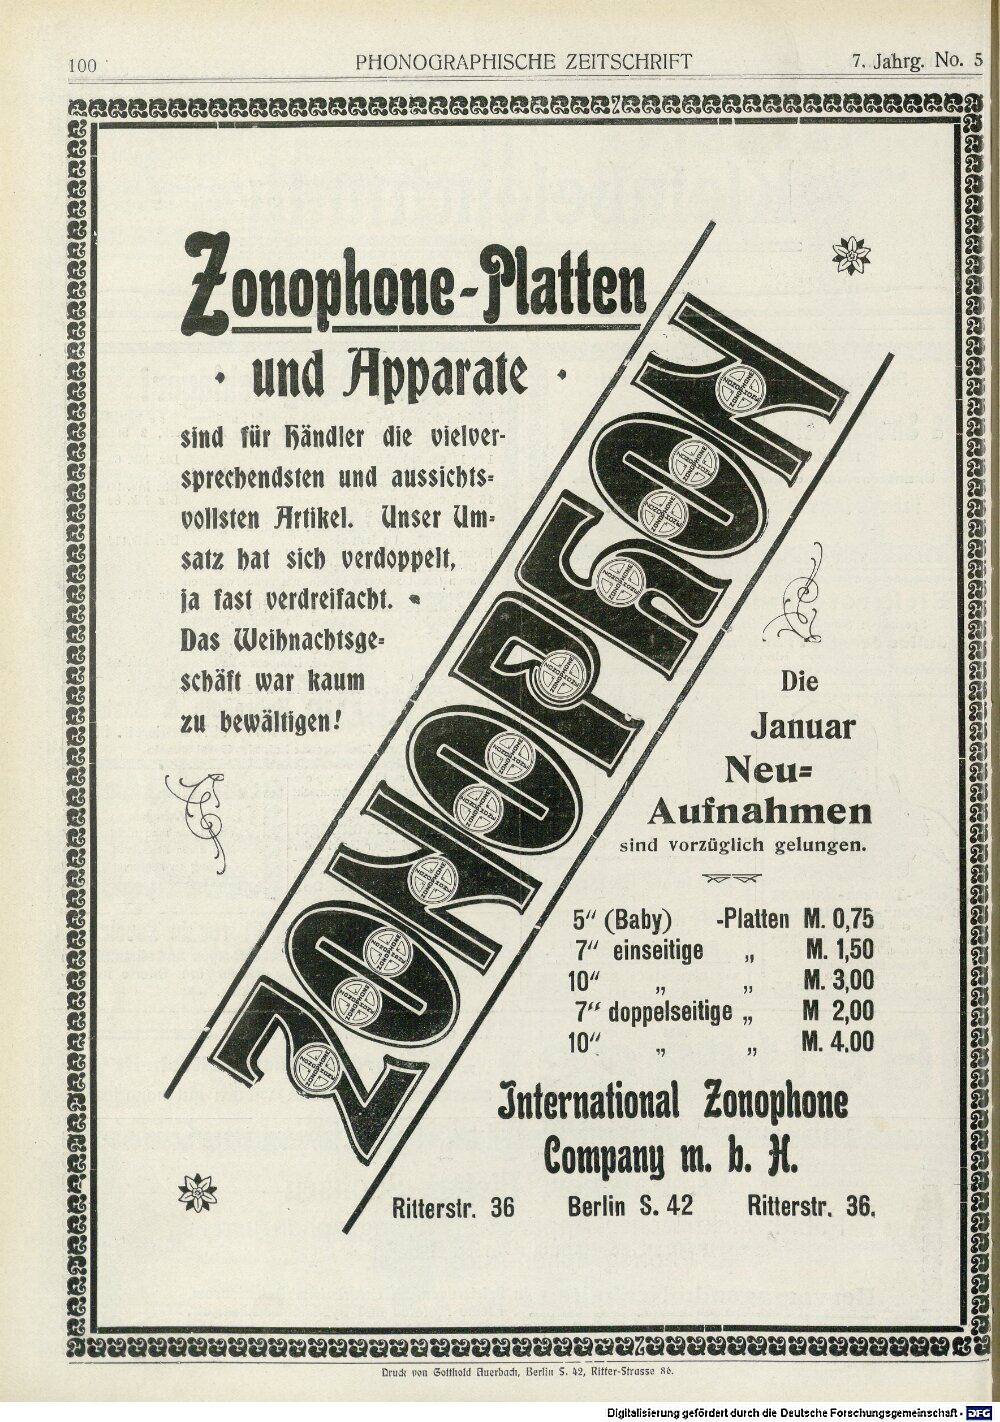 100
PHONOGRAPHISCHE ZEITSCHRIFT
7. Jahrg. No. 5
Zonophone-Platten
· und Apparate ·
sind für Händler die vielver-
sprechendsten und aussichts-
vollsten Artikel. Unser Um-
satz hat sich verdoppelt,
ja fast verdreifacht.
Das Weihnachtsge-
schäft war kaum
zu bewältigen!
ZONOPHON
Die
Januar
Neu-
Aufnahmen
sind vorzüglich gelungen.
5" (Baby) -Platten M. 0,75
7" einseitige „ M. 1,50
10" „ „ M. 3,00
7" doppelseitige „ M 2,00
10" „ „ M. 4.00
International Zonophone
Company m. b. H.
Ritterstr. 36 Berlin S. 42 Ritterstr. 36.
Druck von Gotthold Auerbach, Berlin S. 42, Ritter-Strasse 86.
Digitalisierung gefördert durch die Deutsche Forschungsgemeinschaft - DFG